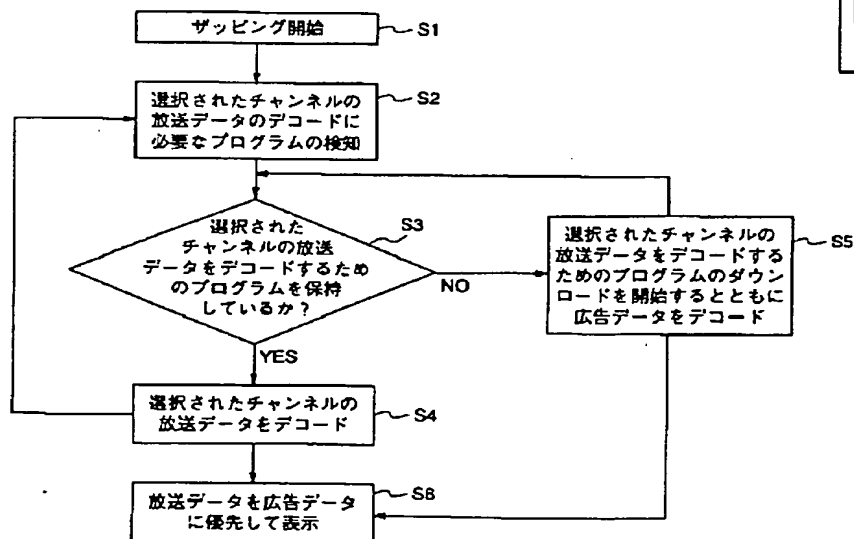 ザッピング開始
S1
選択されたチャンネルの
放送データのデコードに
必要なプログラムの検知
S2
選択された
チャンネルの放送
データをデコードするため
のプログラムを保持
しているか?
S3
NO
YES
選択されたチャンネルの
放送データをデコードする
ためのプログラムのダウン
ロードを開始するとともに
広告データをデコード
S5
選択されたチャンネルの
放送データをデコード
S4
放送データを広告データ
に優先して表示
S6